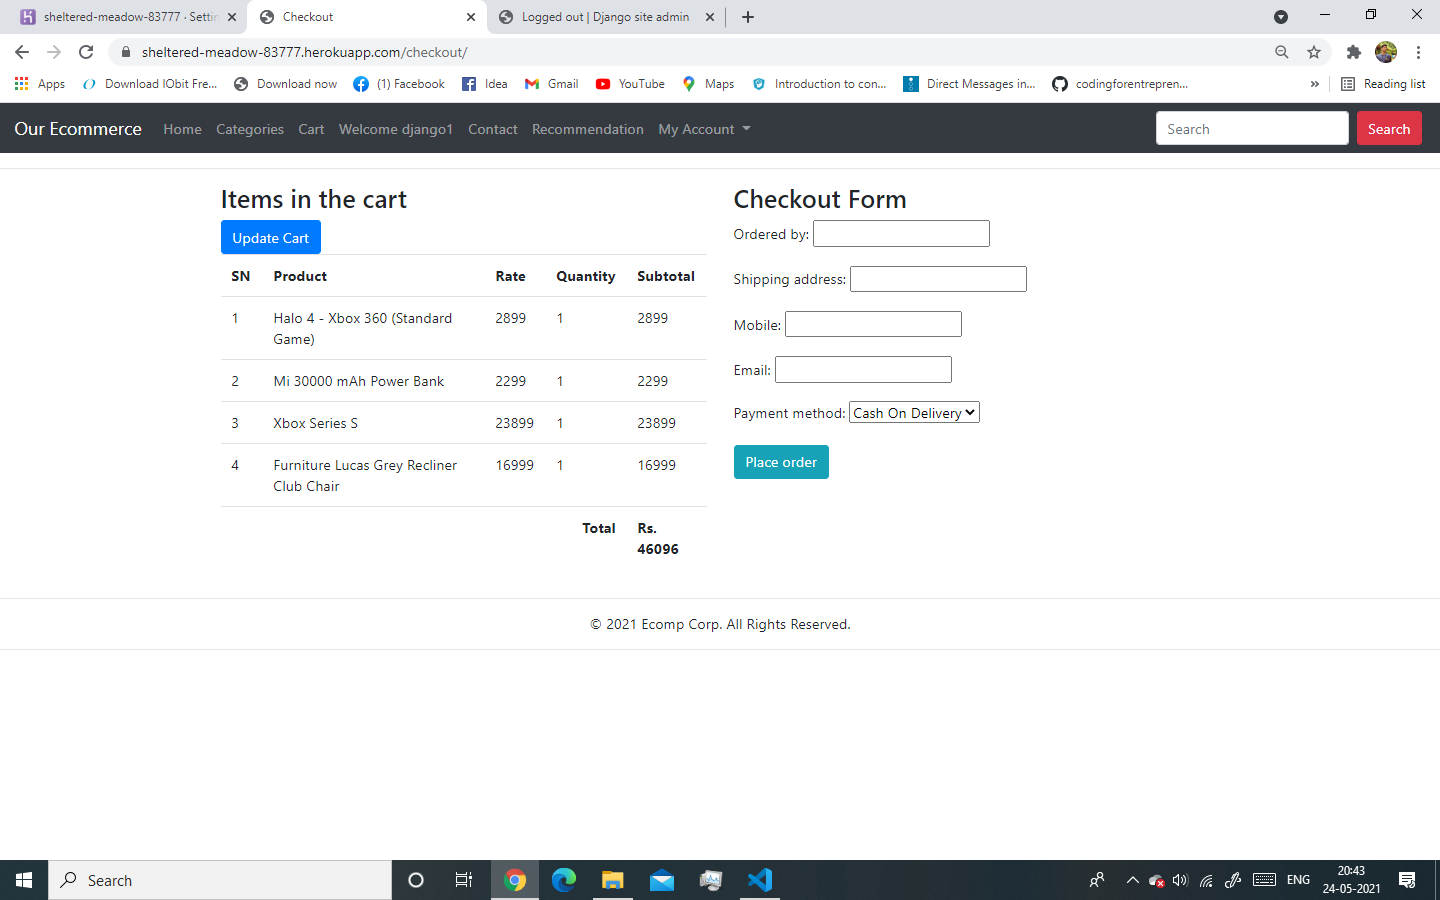 sheltered-meadow-83777 · Settin
Checkout
Logged out | Django site admin
sheltered-meadow-83777.herokuapp.com/checkout/
Apps Download IObit Fre... Download now (1) Facebook Idea Gmail YouTube Maps Introduction to con... Direct Messages in... codingforentrepren... » Reading list
Our Ecommerce Home Categories Cart Welcome django1 Contact Recommendation My Account Search Search
Items in the cart
Update Cart
SN Product Rate Quantity Subtotal
1 Halo 4 - Xbox 360 (Standard 2899 1 2899
Game)
2 Mi 30000 mAh Power Bank 2299 1 2299
3 Xbox Series S 23899 1 23899
4 Furniture Lucas Grey Recliner 16999 1 16999
Club Chair
Total Rs.
46096
Checkout Form
Ordered by:
Shipping address:
Mobile:
Email:
Payment method: Cash On Delivery
Place order
© 2021 Ecomp Corp. All Rights Reserved.
Search
ENG
20:43
24-05-2021